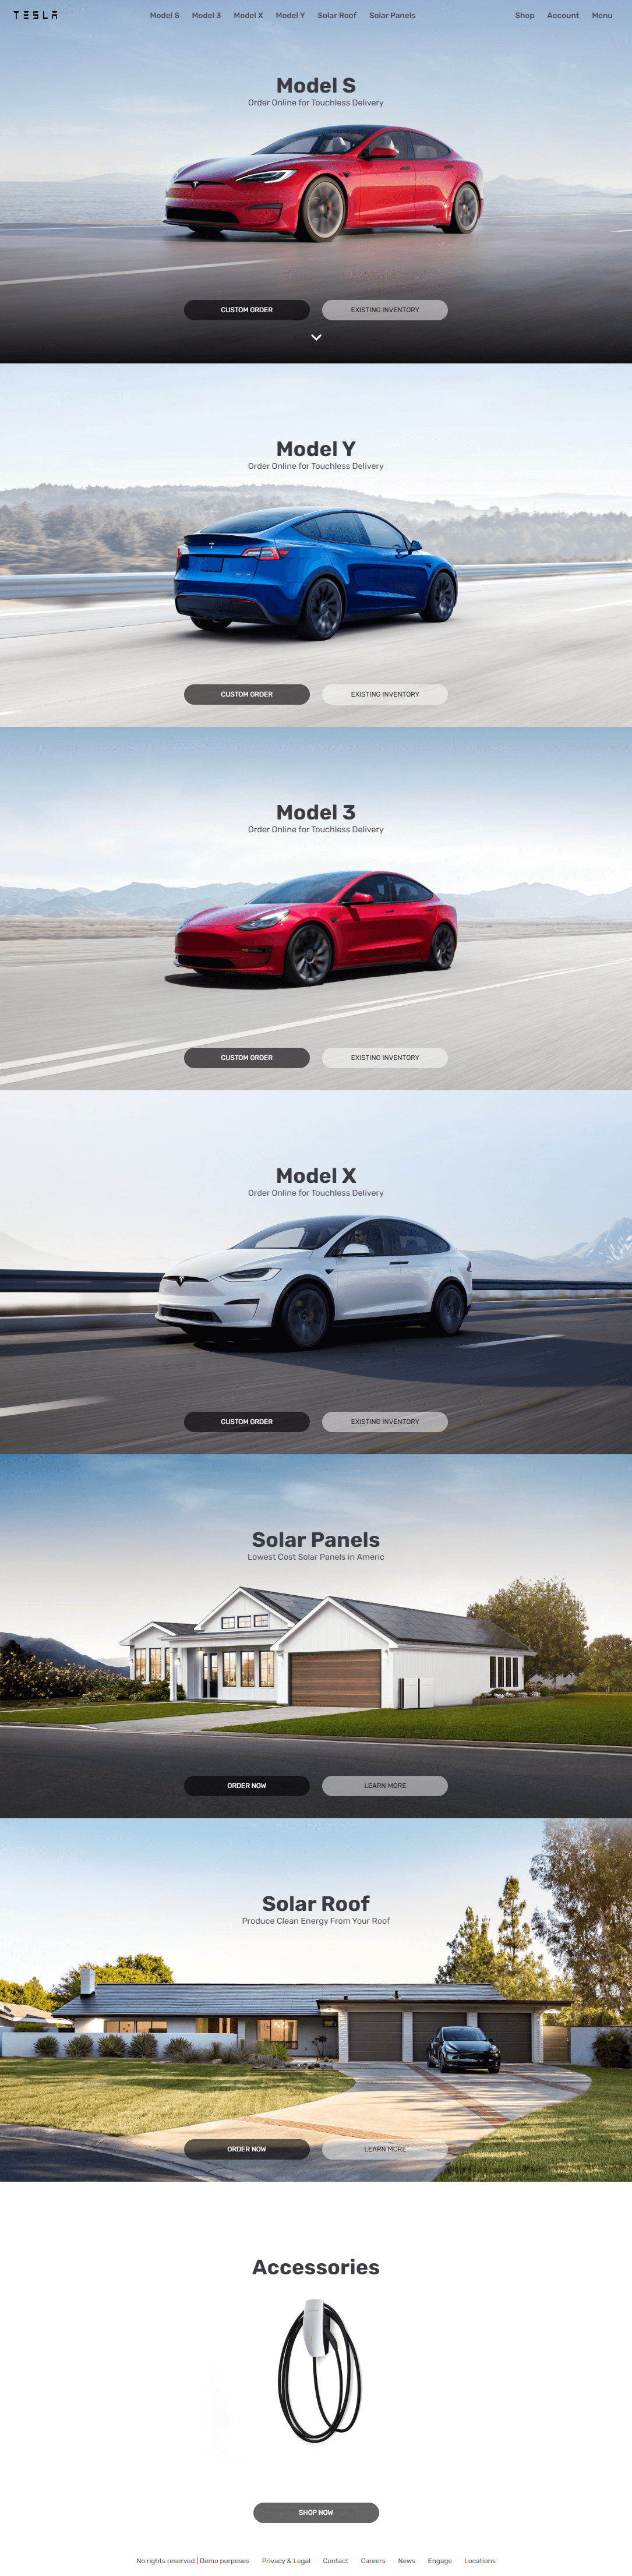 TESLA Model S Model 3 Model X Model Y Solar Roof Solar Panels Shop Account Menu
Model S
Order Online for Touchless Delivery
CUSTOM ORDER EXISTING INVENTORY
Model Y
Order Online for Touchless Delivery
CUSTOM ORDER EXISTING INVENTORY
Model 3
Order Online for Touchless Delivery
CUSTOM ORDER EXISTING INVENTORY
Model X
Order Online for Touchless Delivery
CUSTOM ORDER EXISTING INVENTORY
Solar Panels
Lowest Cost Solar Panels in Americ
ORDER NOW LEARN MORE
Solar Roof
Produce Clean Energy From Your Roof
ORDER NOW LEARN MORE
Accessories
SHOP NOW
No rights reserved | Demo purposes Privacy & Legal Contact Careers News Engage Locations